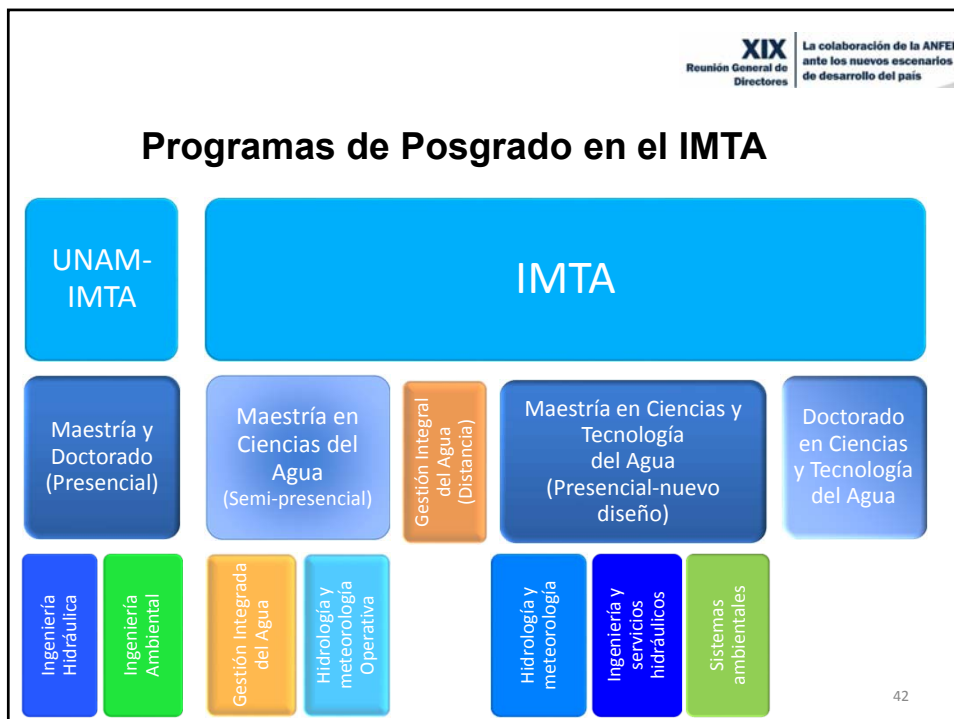 XIX
Reunión General de
Directores
La colaboración de la ANFEI
ante los nuevos escenarios
de desarrollo del país
Programas de Posgrado en el IMTA
UNAM-
IMTA
IMTA
Maestría y
Doctorado
(Presencial)
Maestría en
Ciencias del
Agua
(Semi-presencial)
Gestión Integral
del Agua
(Distancia)
Maestría en Ciencias y
Tecnología
del Agua
(Presencial-nuevo
diseño)
Doctorado
en Ciencias
y Tecnología
del Agua
Ingeniería
Hidráulica
Ingeniería
Ambiental
Gestión Integrada
del Agua
Hidrología y
meteorología
Operativa
Hidrología y
meteorología
Ingeniería y
servicios
hidráulicos
Sistemas
ambientales
42